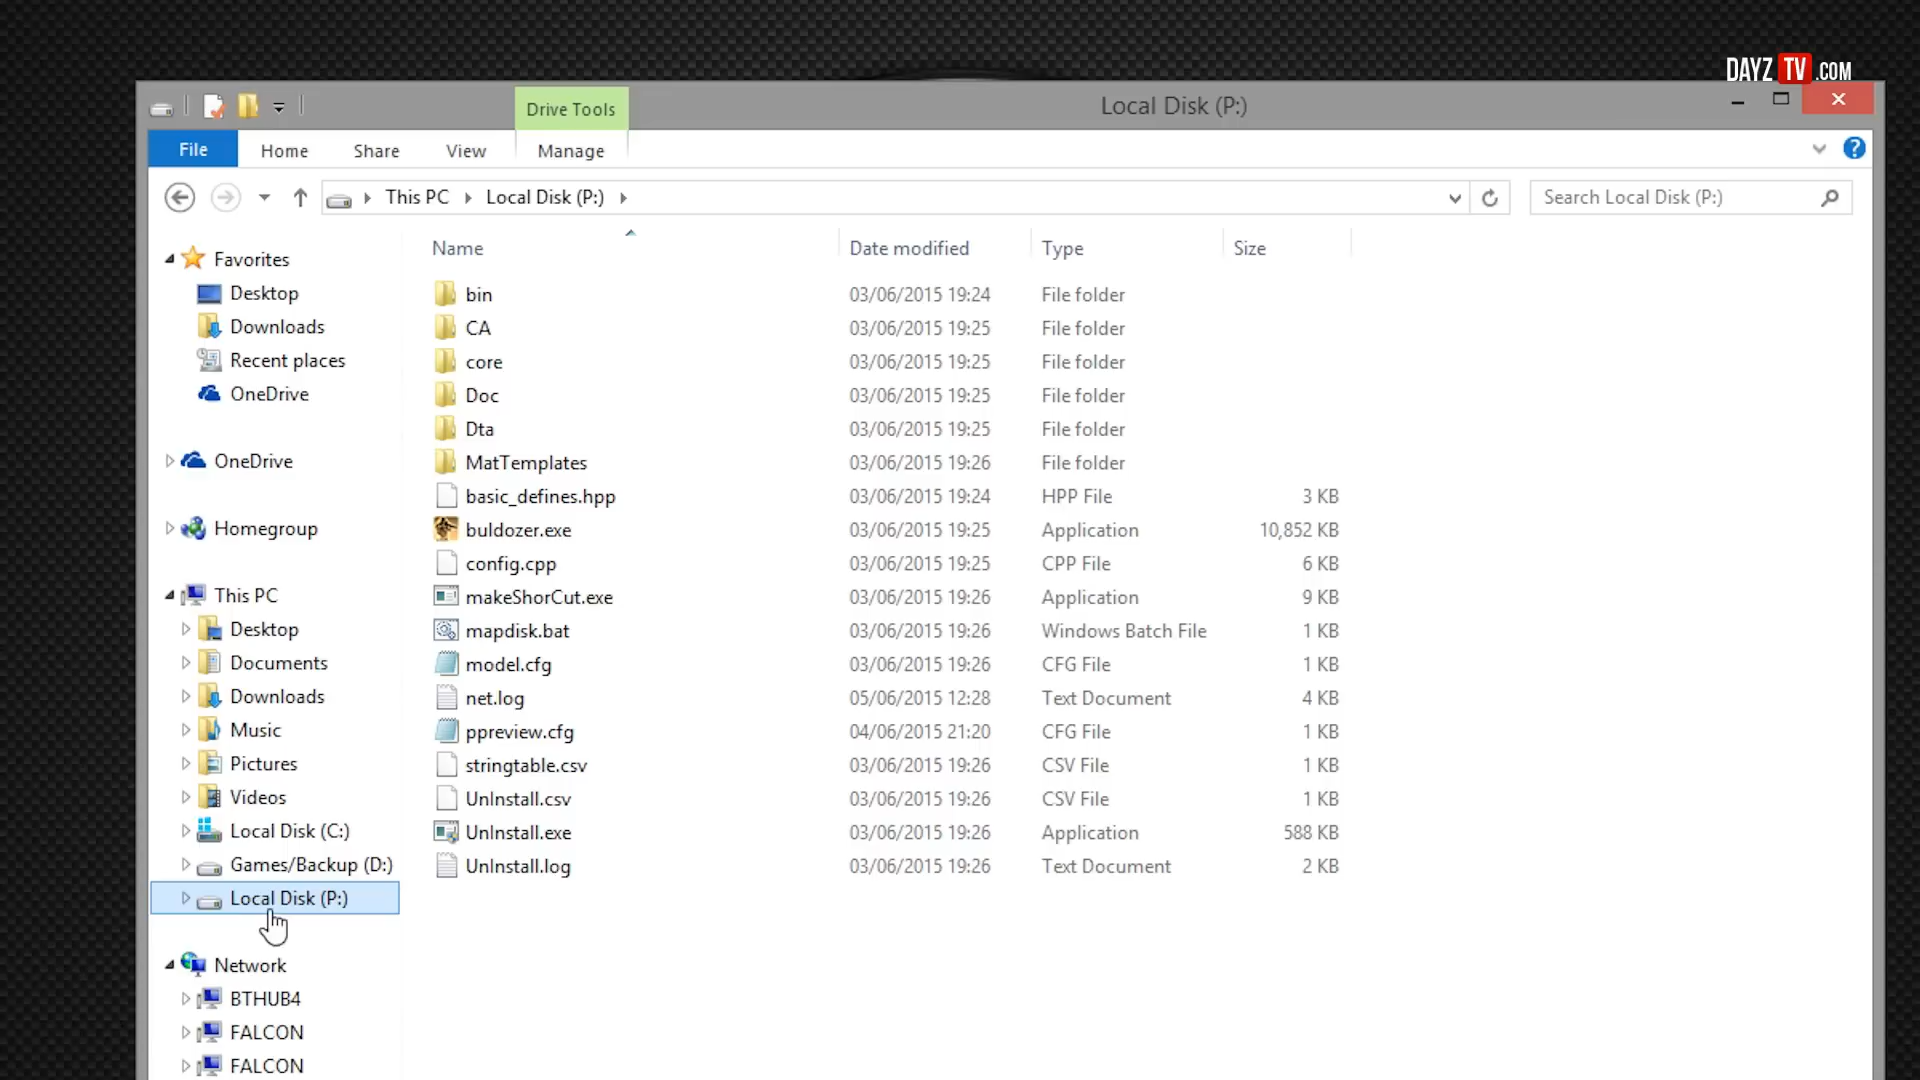 DAYZ TV .COM
Drive Tools
Local Disk (P:)
File Home Share View Manage
This PC Local Disk (P:)
Search Local Disk (P:)
Name Date modified Type Size
Favorites
Desktop
Downloads
Recent places
OneDrive
OneDrive
Homegroup
This PC
Desktop
Documents
Downloads
Music
Pictures
Videos
Local Disk (C:)
Games/Backup (D:)
Local Disk (P:)
Network
BTHUB4
FALCON
FALCON
bin 03/06/2015 19:24 File folder
CA 03/06/2015 19:25 File folder
core 03/06/2015 19:25 File folder
Doc 03/06/2015 19:25 File folder
Dta 03/06/2015 19:25 File folder
MatTemplates 03/06/2015 19:26 File folder
basic_defines.hpp 03/06/2015 19:24 HPP File 3 KB
buldozer.exe 03/06/2015 19:25 Application 10,852 KB
config.cpp 03/06/2015 19:25 CPP File 6 KB
makeShorCut.exe 03/06/2015 19:26 Application 9 KB
mapdisk.bat 03/06/2015 19:26 Windows Batch File 1 KB
model.cfg 03/06/2015 19:26 CFG File 1 KB
net.log 05/06/2015 12:28 Text Document 4 KB
ppreview.cfg 04/06/2015 21:20 CFG File 1 KB
stringtable.csv 03/06/2015 19:26 CSV File 1 KB
UnInstall.csv 03/06/2015 19:26 CSV File 1 KB
UnInstall.exe 03/06/2015 19:26 Application 588 KB
UnInstall.log 03/06/2015 19:26 Text Document 2 KB